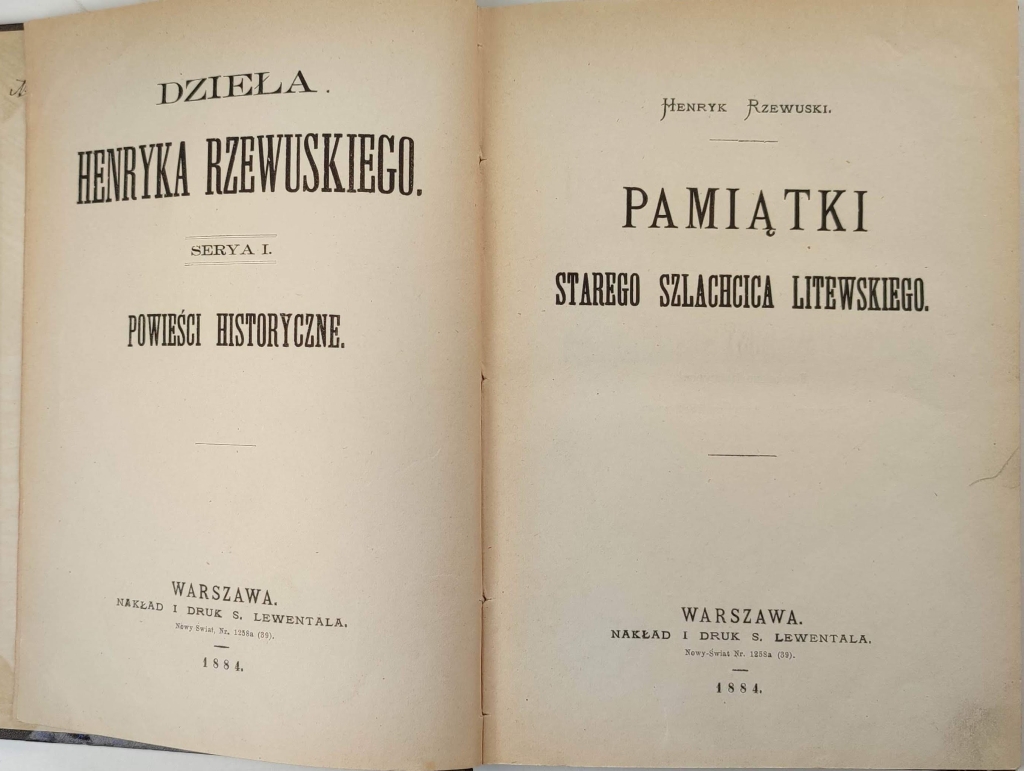 DZIEŁA.
HENRYKA RZEWUSKIEGO.
SERYA I.
POWIEŚCI HISTORYCZNE.
WARSZAWA.
NAKŁAD I DRUK S. LEWENTALA.
Nowy Świat, Nr. 1258a (39).
1884.
HENRYK RZEWUSKI.
PAMIĄTKI
STAREGO SZLACHCICA LITEWSKIEGO.
WARSZAWA.
NAKŁAD I DRUK S. LEWENTALA.
Nowy-Świat Nr. 1258a (39).
1884.